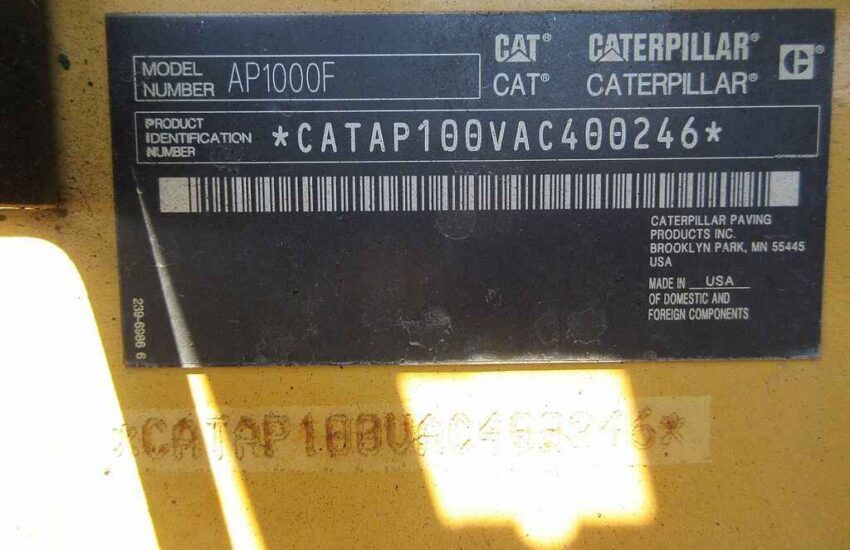 CAT® CATERPILLAR®
CAT® CATERPILLAR®
MODEL NUMBER AP1000F
PRODUCT
IDENTIFICATION
NUMBER
*CATAP100VAC400246*
CATERPILLAR PAVING
PRODUCTS INC.
BROOKLYN PARK, MN 55445
USA
MADE IN USA
OF DOMESTIC AND
FOREIGN COMPONENTS
239-6986 6
*CATAP100VAC400246*